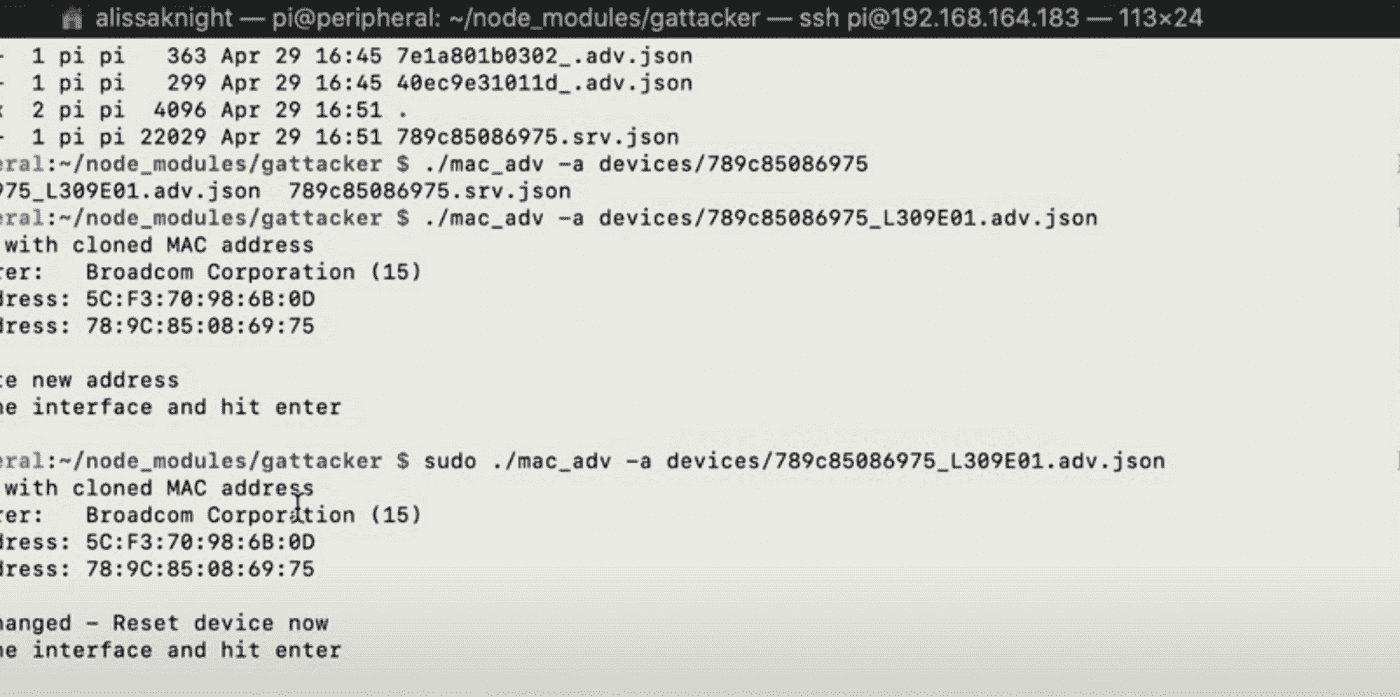 alissaknight — pi@peripheral: ~/node_modules/gattacker — ssh pi@192.168.164.183 — 113×24
- 1 pi pi 363 Apr 29 16:45 7e1a801b0302_.adv.json
- 1 pi pi 299 Apr 29 16:45 40ec9e31011d_.adv.json
x 2 pi pi 4096 Apr 29 16:51 .
- 1 pi pi 22029 Apr 29 16:51 789c85086975.srv.json
eral:~/node_modules/gattacker $ ./mac_adv -a devices/789c85086975
975_L309E01.adv.json 789c85086975.srv.json
eral:~/node_modules/gattacker $ ./mac_adv -a devices/789c85086975_L309E01.adv.json
with cloned MAC address
rer: Broadcom Corporation (15)
dress: 5C:F3:70:98:6B:0D
dress: 78:9C:85:08:69:75
te new address
ne interface and hit enter
eral:~/node_modules/gattacker $ sudo ./mac_adv -a devices/789c85086975_L309E01.adv.json
with cloned MAC address
rer: Broadcom Corporation (15)
dress: 5C:F3:70:98:6B:0D
dress: 78:9C:85:08:69:75
hanged - Reset device now
ne interface and hit enter